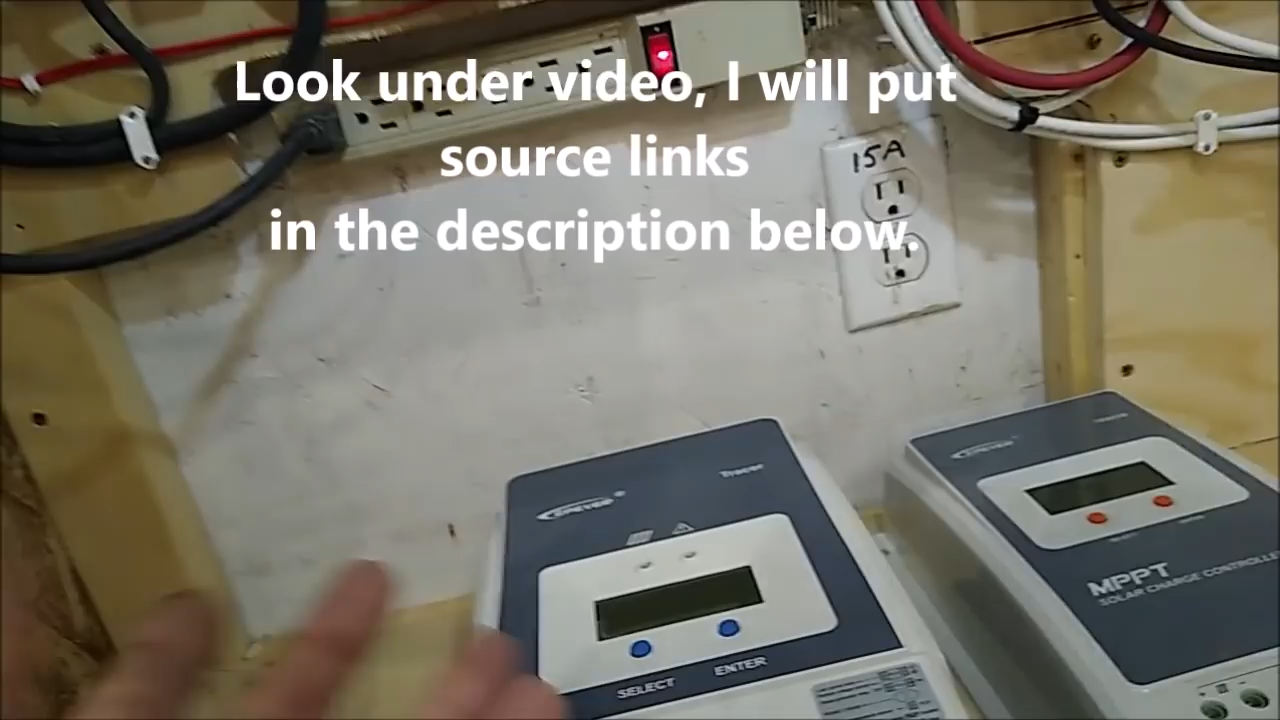 Look under video, I will put
source links
in the description below.
15A
Tracer
SELECT ENTER
MPPT
SOLAR CHARGE CONTROLLER